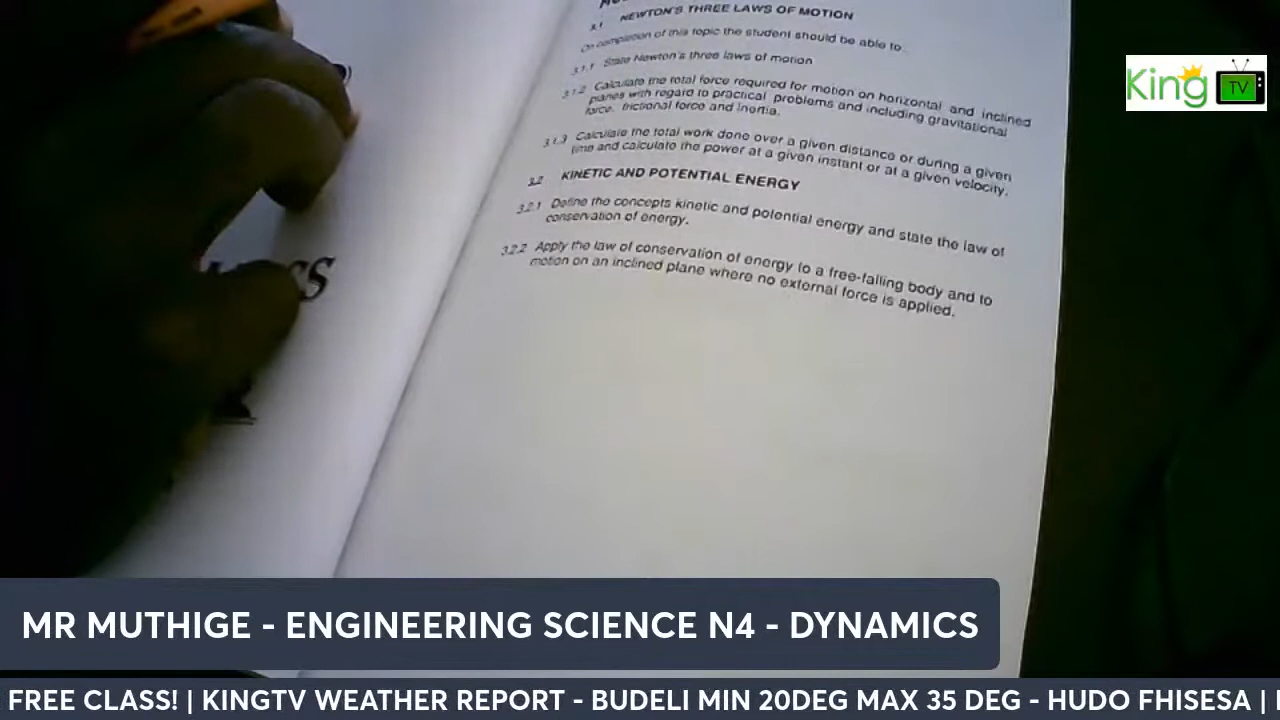 3.1 NEWTON'S THREE LAWS OF MOTION
On completion of this topic the student should be able to:
3.1.1 State Newton's three laws of motion
3.1.2 Calculate the total force required for motion on horizontal and inclined
planes with regard to practical problems and including gravitational
force, frictional force and inertia.
3.1.3 Calculate the total work done over a given distance or during a given
time and calculate the power at a given instant or at a given velocity.
3.2 KINETIC AND POTENTIAL ENERGY
3.2.1 Define the concepts kinetic and potential energy and state the law of
conservation of energy.
3.2.2 Apply the law of conservation of energy to a free-falling body and to
motion on an inclined plane where no external force is applied.
King TV
MR MUTHIGE - ENGINEERING SCIENCE N4 - DYNAMICS
FREE CLASS! | KINGTV WEATHER REPORT - BUDELI MIN 20DEG MAX 35 DEG - HUDO FHISESA |